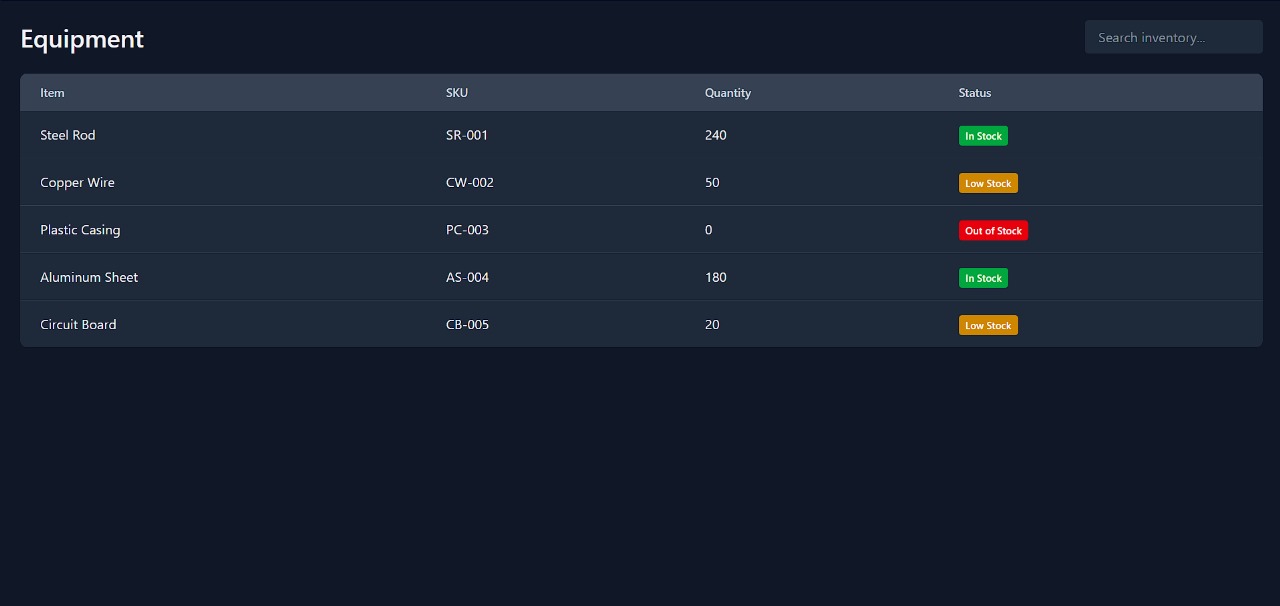 Equipment
Search inventory...
Item SKU Quantity Status
Steel Rod SR-001 240 In Stock
Copper Wire CW-002 50 Low Stock
Plastic Casing PC-003 0 Out of Stock
Aluminum Sheet AS-004 180 In Stock
Circuit Board CB-005 20 Low Stock